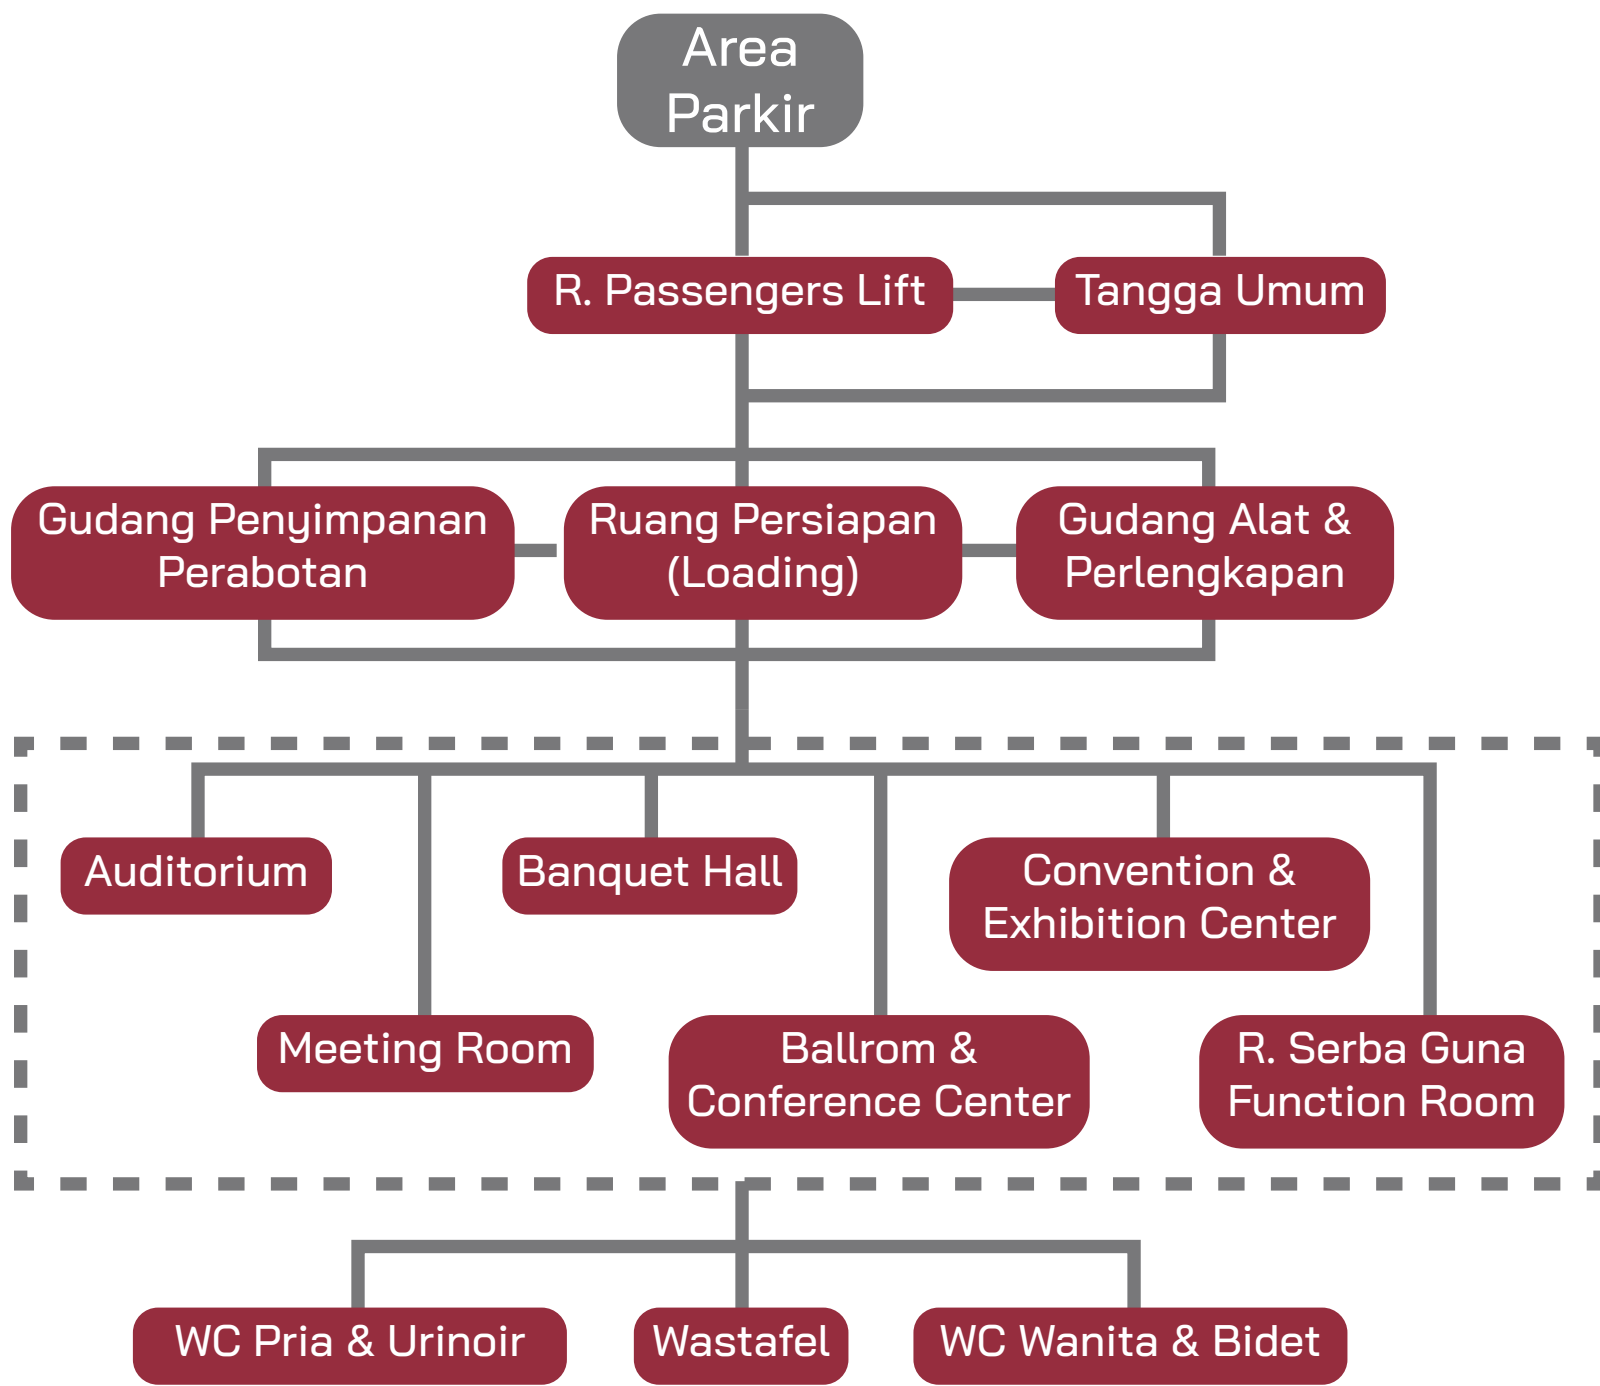 Area
Parkir
R. Passengers Lift
Tangga Umum
Gudang Penyimpanan
Perabotan
Ruang Persiapan
(Loading)
Gudang Alat &
Perlengkapan
Auditorium
Banquet Hall
Convention &
Exhibition Center
Meeting Room
Ballrom &
Conference Center
R. Serba Guna
Function Room
WC Pria & Urinoir
Wastafel
WC Wanita & Bidet